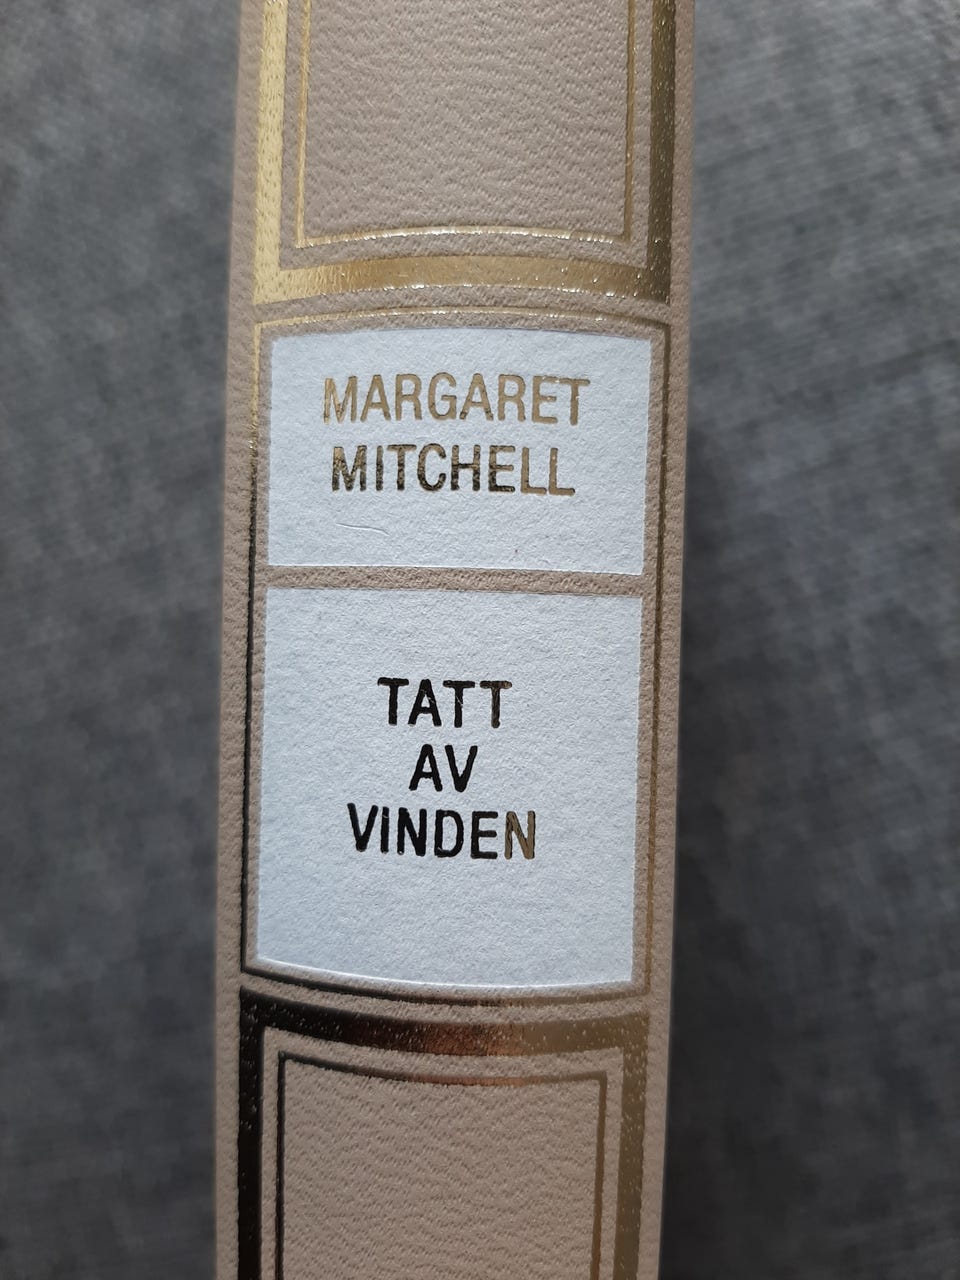 MARGARET
MITCHELL
TATT
AV
VINDEN